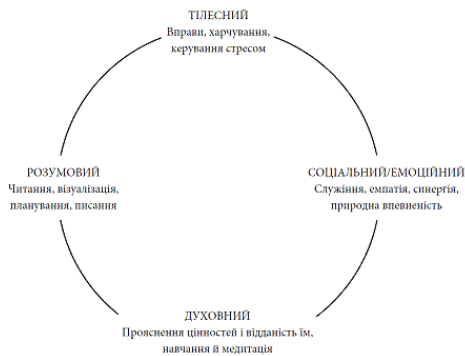 ТІЛЕСНИЙ
Вправи, харчування,
керування стресом
РОЗУМОВИЙ
Читання, візуалізація,
планування, писання
СОЦІАЛЬНИЙ/ЕМОЦІЙНИЙ
Служіння, емпатія, синергія,
природна впевненість
ДУХОВНИЙ
Прояснення цінностей і відданість їм,
навчання й медитація